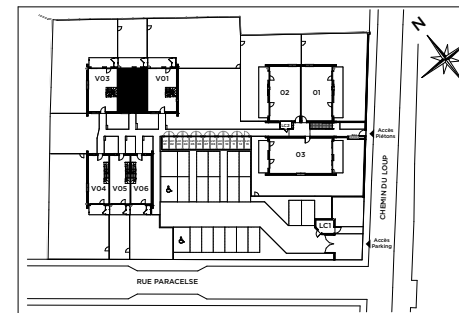 N
V03
V01
02
01
LC2
Accès
Piétons
03
V04
V05
V06
CHEMIN DU LOUP
LC1
Accès
Parking
RUE PARACELSE